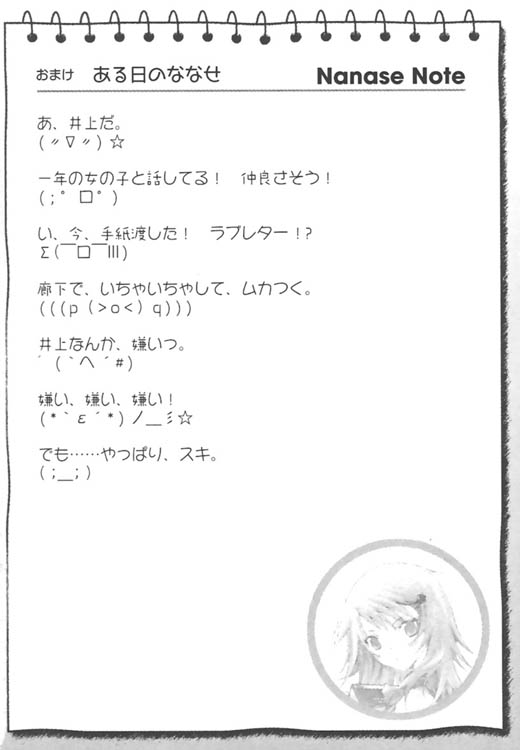 おまけ ある日のななせ Nanase Note
あ、井上だ。
(〃∇〃)☆
一年の女の子と話してる! 仲良さそう!
(;゜ロ゜)
い、今、手紙渡した! ラブレター!?
Σ(￣ロ￣lll)
廊下で、いちゃいちゃして、ムカつく。
(((p(>o<)q)))
井上なんか、嫌いっ。
´(｀へ´#)
嫌い、嫌い、嫌い!
(*｀ε´*)ノ＿ミ☆
でも……やっぱり、スキ。
(;＿;)